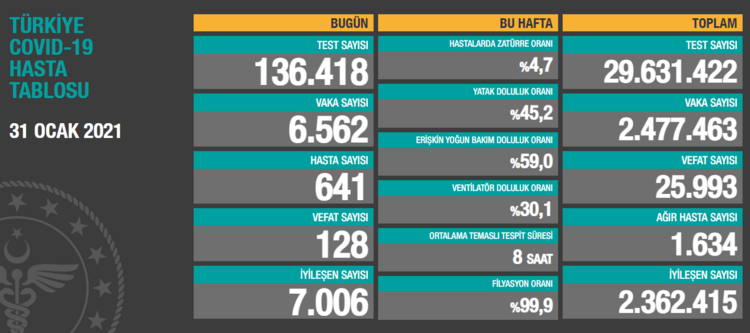 TÜRKİYE
COVID-19
HASTA
TABLOSU
31 OCAK 2021
BUGÜN
TEST SAYISI
136.418
VAKA SAYISI
6.562
HASTA SAYISI
641
VEFAT SAYISI
128
İYİLEŞEN SAYISI
7.006
BU HAFTA
HASTALARDA ZATÜRRE ORANI
%4,7
YATAK DOLULUK ORANI
%45,2
ERİŞKİN YOĞUN BAKIM DOLULUK ORANI
%59,0
VENTİLATÖR DOLULUK ORANI
%30,1
ORTALAMA TEMASLI TESPİT SÜRESİ
8 SAAT
FİLYASYON ORANI
%99,9
TOPLAM
TEST SAYISI
29.631.422
VAKA SAYISI
2.477.463
VEFAT SAYISI
25.993
AĞIR HASTA SAYISI
1.634
İYİLEŞEN SAYISI
2.362.415